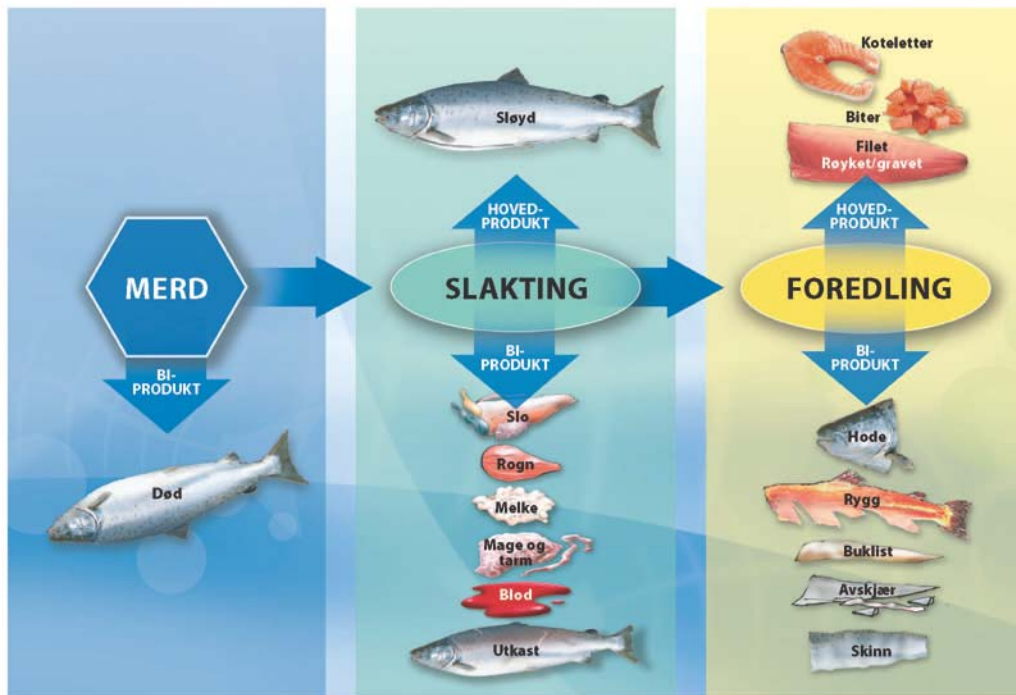 MERD
BI-
PRODUKT
Død
Sløyd
HOVED-
PRODUKT
SLAKTING
BI-
PRODUKT
Slo
Rogn
Melke
Mage og
tarm
Blod
Utkast
Koteletter
Biter
Filet
Røyket/gravet
HOVED-
PRODUKT
FOREDLING
BI-
PRODUKT
Hode
Rygg
Buklist
Avskjær
Skinn